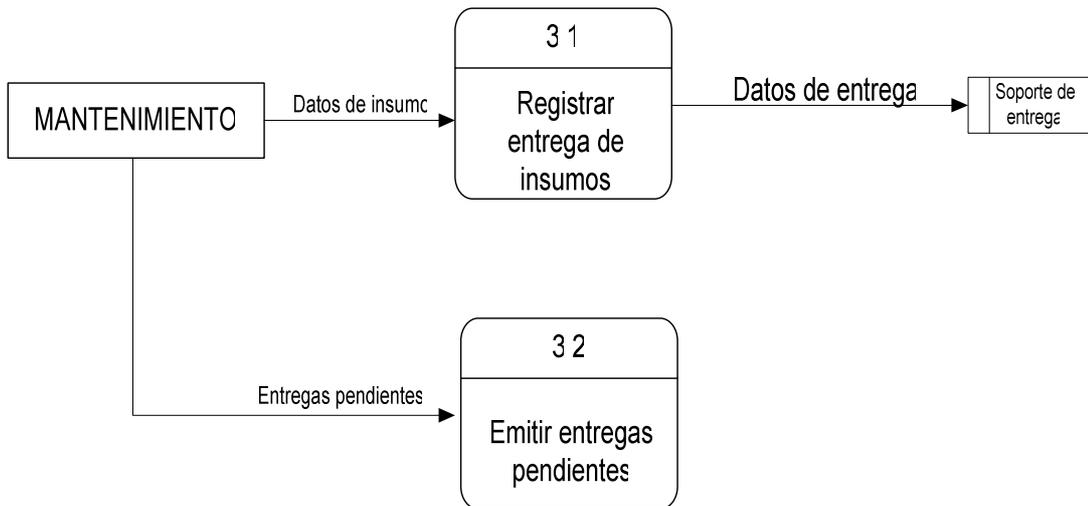 3 1
MANTENIMIENTO
Datos de insumo
Registrar
entrega de
insumos
Datos de entrega
Soporte de
entrega
3 2
Entregas pendientes
Emitir entregas
pendientes